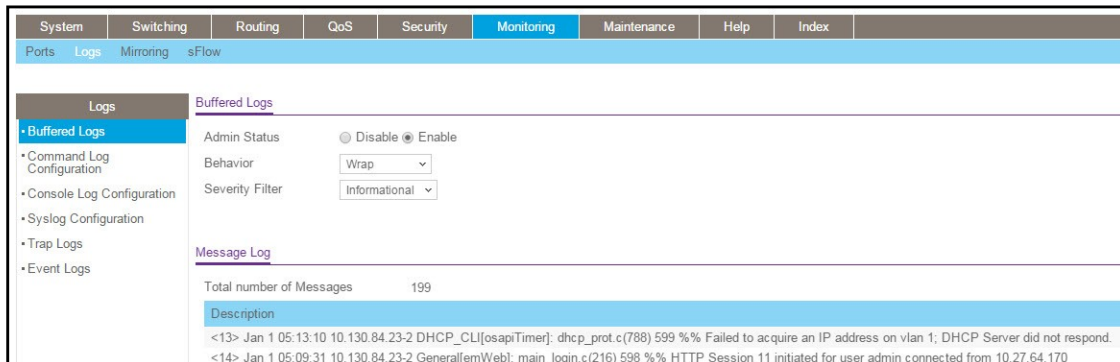 System Switching Routing QoS Security Monitoring Maintenance Help Index
Ports Logs Mirroring sFlow
Logs
Buffered Logs
Command Log
Configuration
Console Log Configuration
Syslog Configuration
Trap Logs
Event Logs
Buffered Logs
Admin Status Disable Enable
Behavior Wrap
Severity Filter Informational
Message Log
Total number of Messages 199
Description
<13> Jan 1 05:13:10 10.130.84.23-2 DHCP_CLI[osapiTimer]: dhcp_prot.c(788) 599 %% Failed to acquire an IP address on vlan 1; DHCP Server did not respond.
<14> Jan 1 05:09:31 10.130.84.23-2 General[emWeb]: main_login.c(216) 598 %% HTTP Session 11 initiated for user admin connected from 10.27.64.170